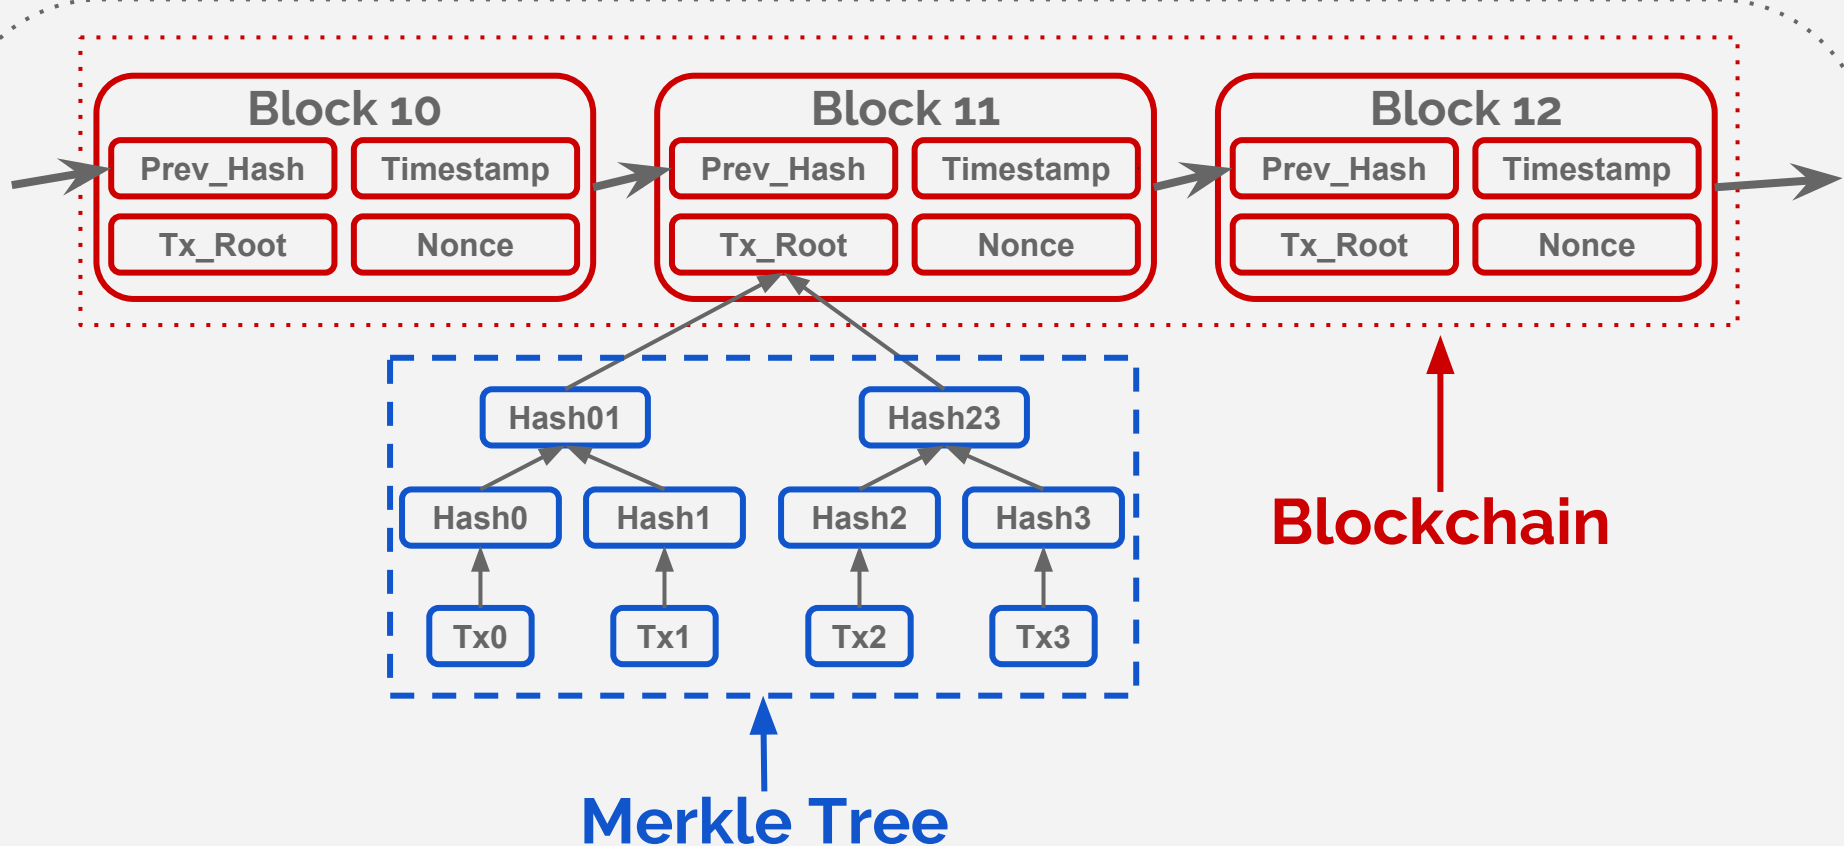 Block 10
Block 11
Block 12
Prev_Hash
Timestamp
Prev_Hash
Timestamp
Prev_Hash
Timestamp
Tx_Root
Nonce
Tx_Root
Nonce
Tx_Root
Nonce
Hash01
Hash23
Hash0
Hash1
Hash2
Hash3
Blockchain
Tx0
Tx1
Tx2
Tx3
Merkle Tree